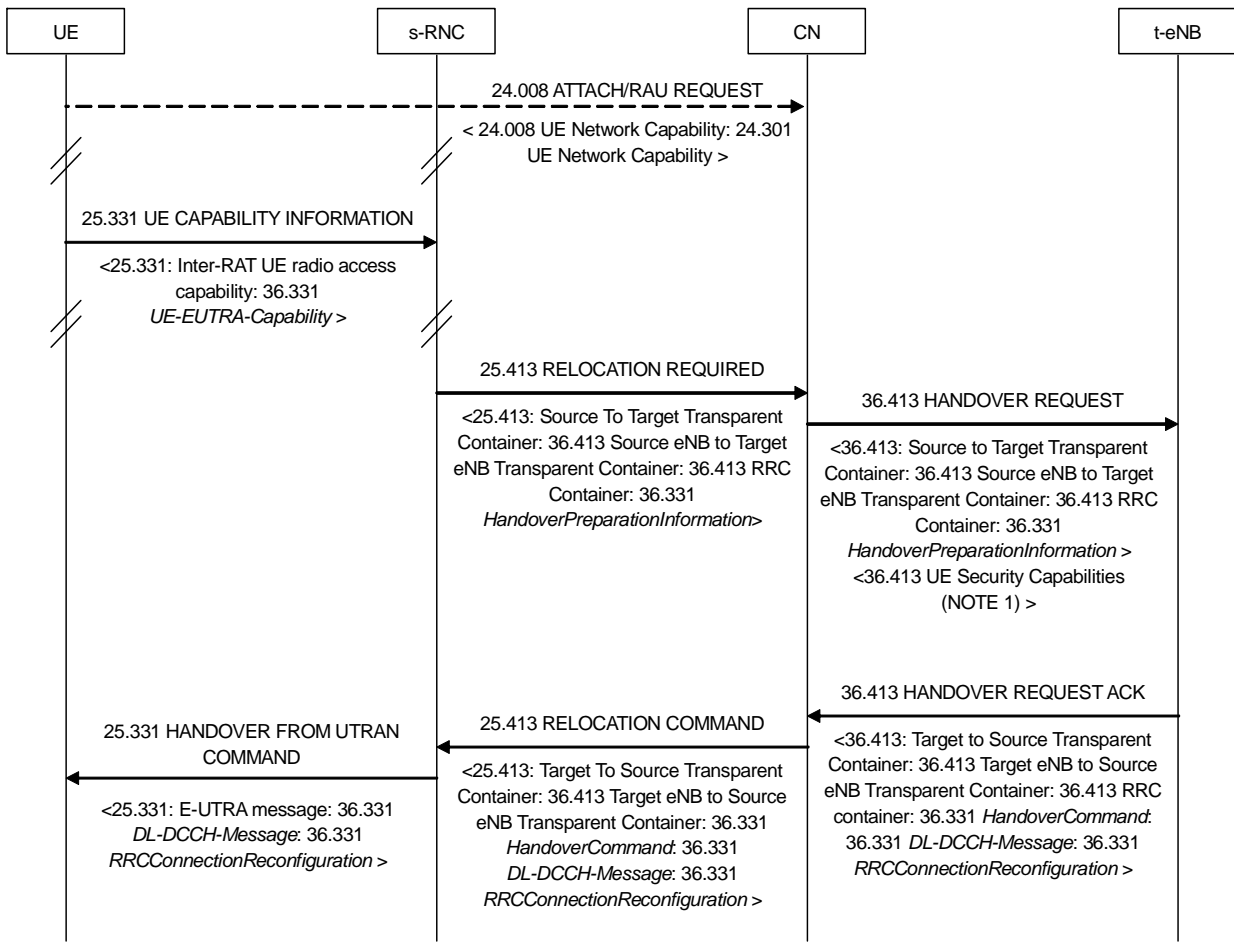 UE
s-RNC
CN
t-eNB
24.008 ATTACH/RAU REQUEST
< 24.008 UE Network Capability: 24.301
UE Network Capability >
25.331 UE CAPABILITY INFORMATION
<25.331: Inter-RAT UE radio access
capability: 36.331
UE-EUTRA-Capability >
25.413 RELOCATION REQUIRED
<25.413: Source To Target Transparent
Container: 36.413 Source eNB to Target
eNB Transparent Container: 36.413 RRC
Container: 36.331
HandoverPreparationInformation>
36.413 HANDOVER REQUEST
<36.413: Source to Target Transparent
Container: 36.413 Source eNB to Target
eNB Transparent Container: 36.413 RRC
Container: 36.331
HandoverPreparationInformation >
<36.413 UE Security Capabilities
(NOTE 1) >
36.413 HANDOVER REQUEST ACK
<36.413: Target to Source Transparent
Container: 36.413 Target eNB to Source
eNB Transparent Container: 36.413 RRC
container: 36.331 HandoverCommand:
36.331 DL-DCCH-Message: 36.331
RRCConnectionReconfiguration >
25.413 RELOCATION COMMAND
<25.413: Target To Source Transparent
Container: 36.413 Target eNB to Source
eNB Transparent Container: 36.331
HandoverCommand: 36.331
DL-DCCH-Message: 36.331
RRCConnectionReconfiguration >
25.331 HANDOVER FROM UTRAN
COMMAND
<25.331: E-UTRA message: 36.331
DL-DCCH-Message: 36.331
RRCConnectionReconfiguration >